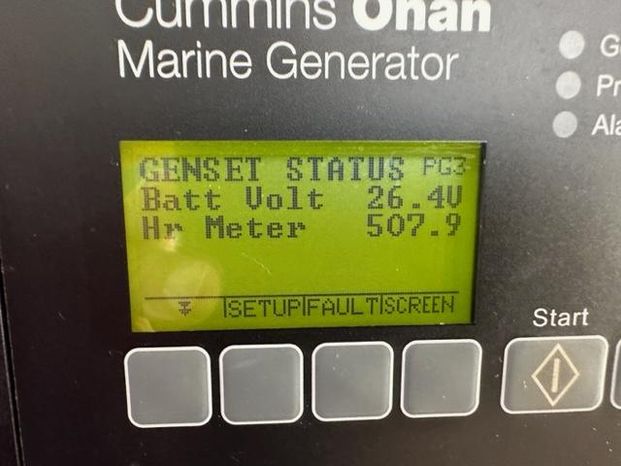 Cummins Onan
Marine Generator
GENSET STATUS PG3
Batt Volt 26.4V
Hr Meter 507.9
SETUP|FAULT|SCREEN
Start